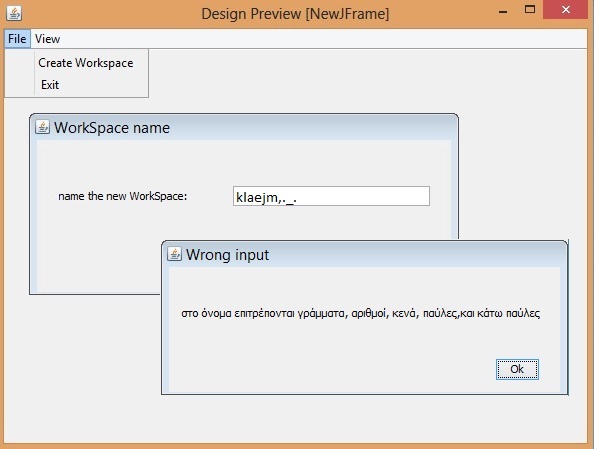 Design Preview [NewJFrame]
File View
Create Workspace
Exit
WorkSpace name
name the new WorkSpace: klaejm,._.
Wrong input
στο όνομα επιτρέπονται γράμματα, αριθμοί, κενά, παύλες,και κάτω παύλες
Ok